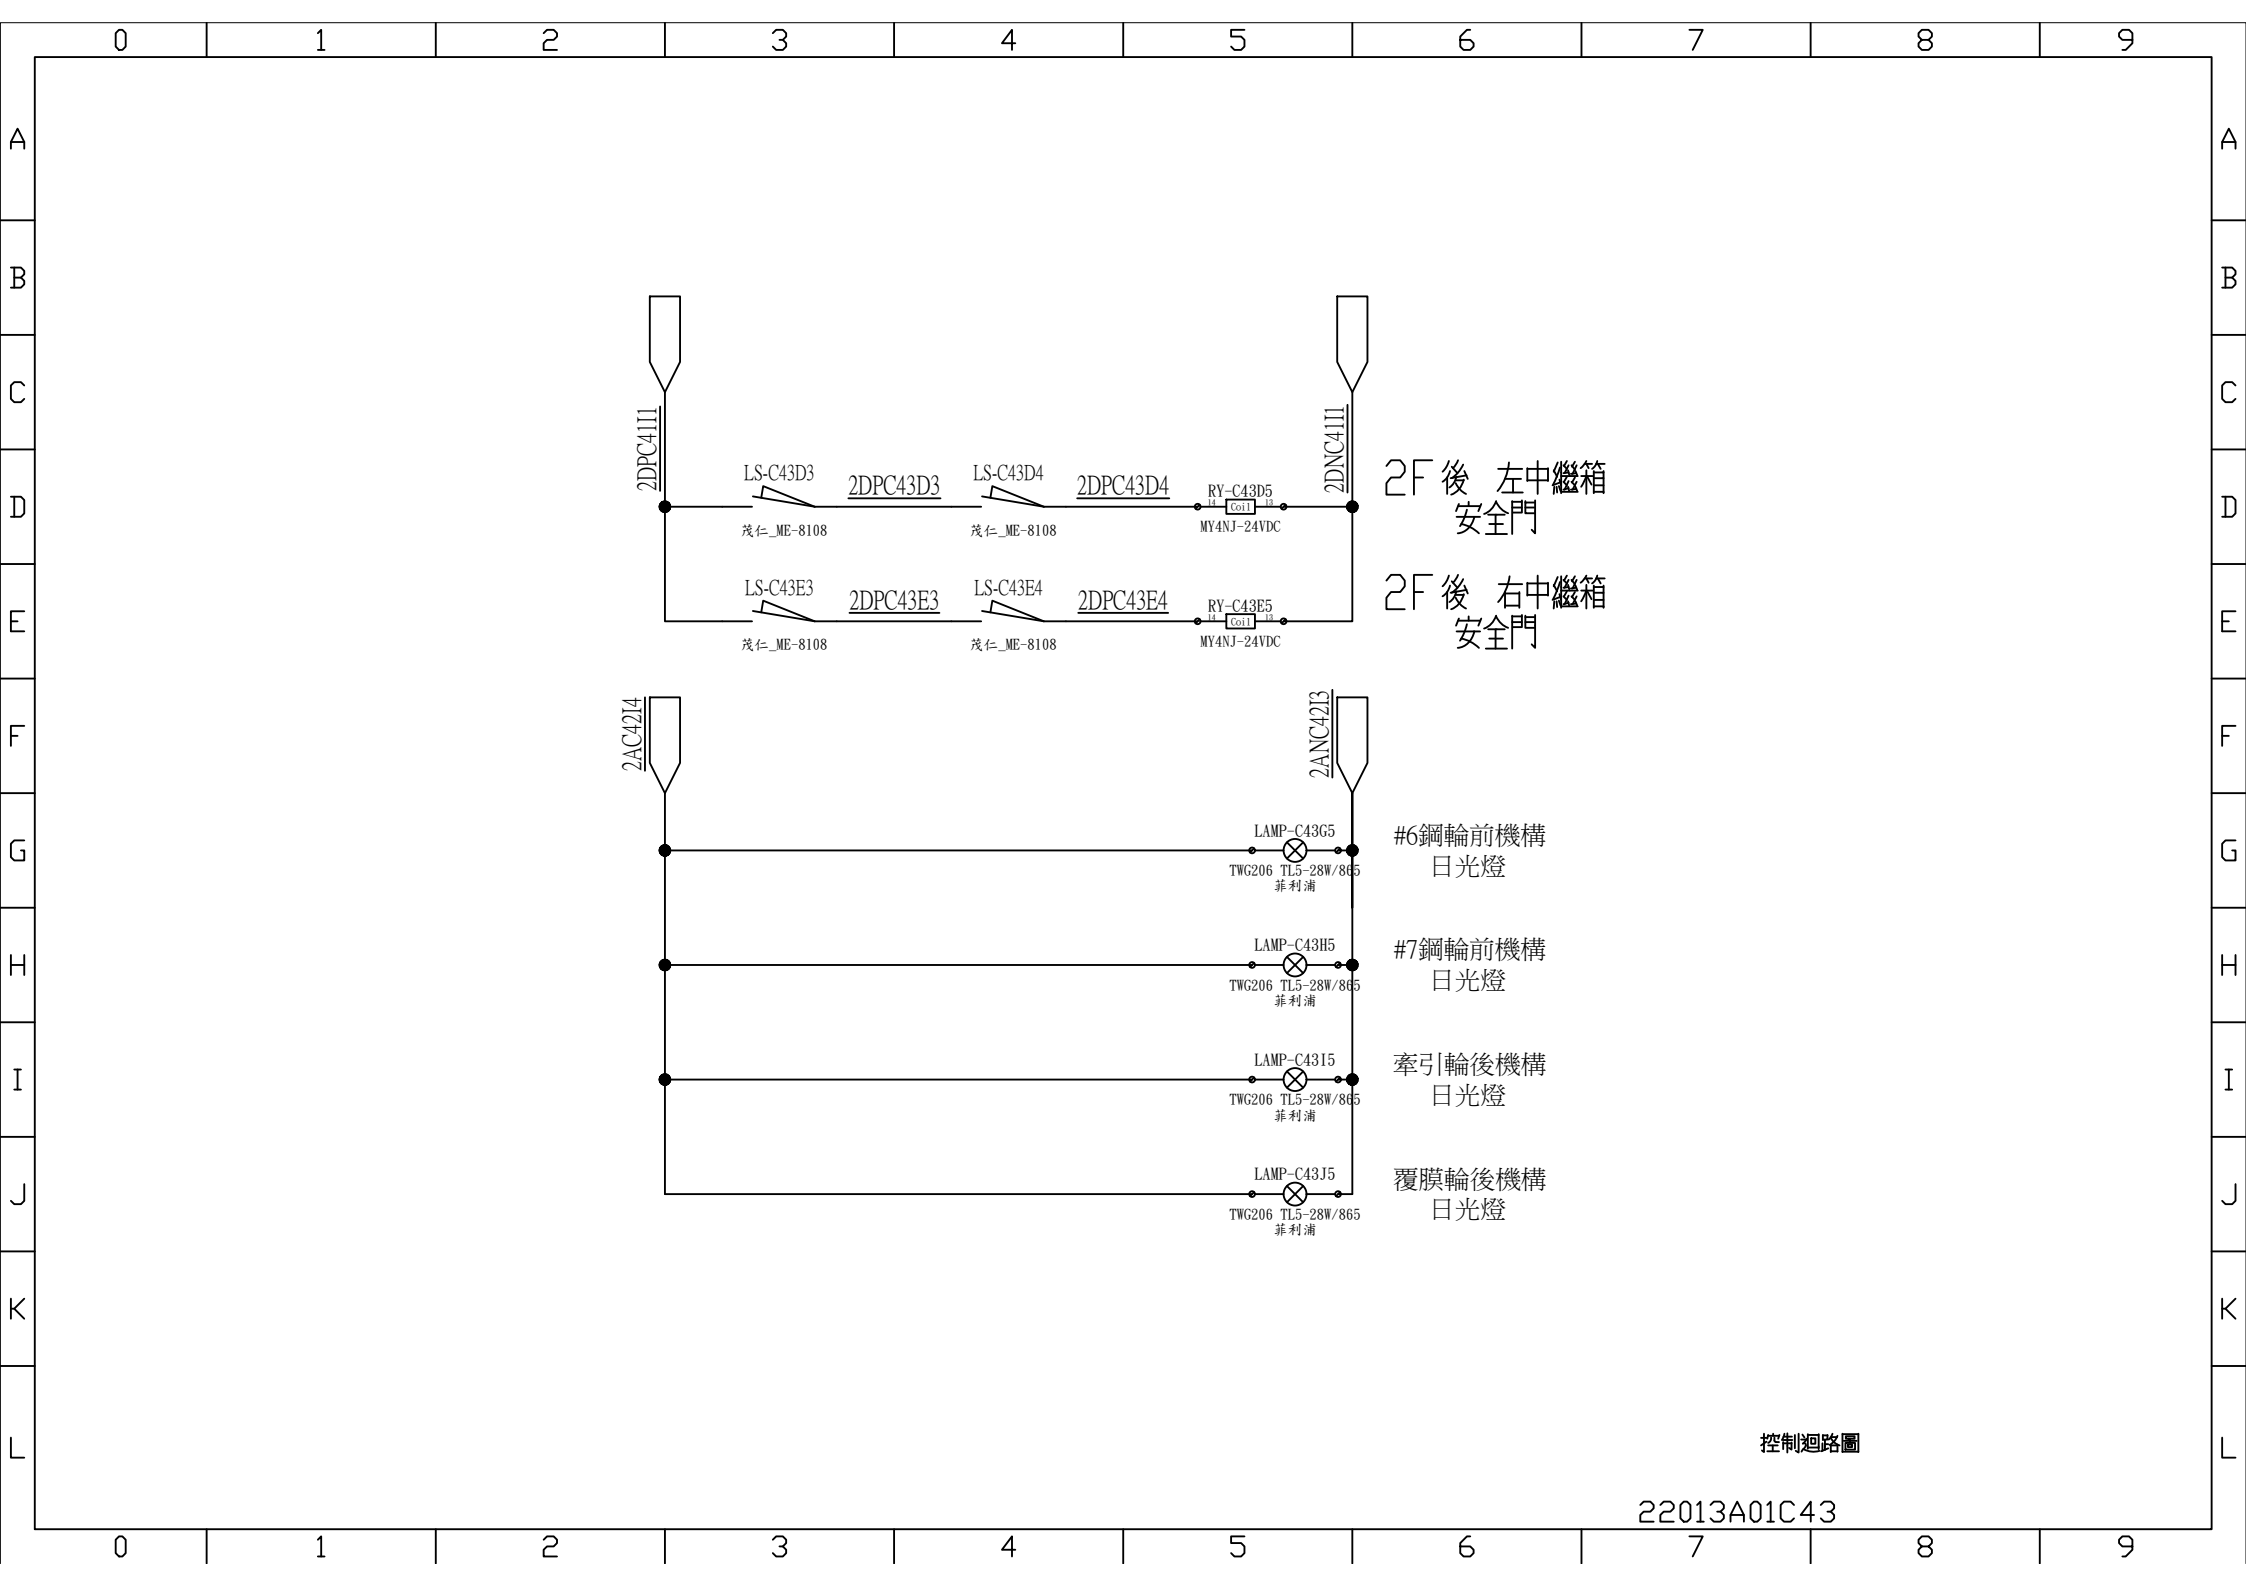 0 1 2 3 4 5 6 7 8 9
A A
B B
C C
2DPC41I1
2DNC41I1
LS-C43D3
2DPC43D3
LS-C43D4
2DPC43D4
RY-C43D5
14 Coil 13
茂仁_ME-8108
茂仁_ME-8108
MY4NJ-24VDC
2F 後 左中繼箱
安全門
D D
LS-C43E3
2DPC43E3
LS-C43E4
2DPC43E4
RY-C43E5
14 Coil 13
茂仁_ME-8108
茂仁_ME-8108
MY4NJ-24VDC
2F 後 右中繼箱
安全門
E E
2AC42I4
2ANC42I3
F F
LAMP-C43G5
TWG206 TL5-28W/865
菲利浦
#6鋼輪前機構
日光燈
G G
LAMP-C43H5
TWG206 TL5-28W/865
菲利浦
#7鋼輪前機構
日光燈
H H
LAMP-C43I5
TWG206 TL5-28W/865
菲利浦
牽引輪後機構
日光燈
I I
LAMP-C43J5
TWG206 TL5-28W/865
菲利浦
覆膜輪後機構
日光燈
J J
K K
L L
控制迴路圖
22013A01C43
0 1 2 3 4 5 6 7 8 9